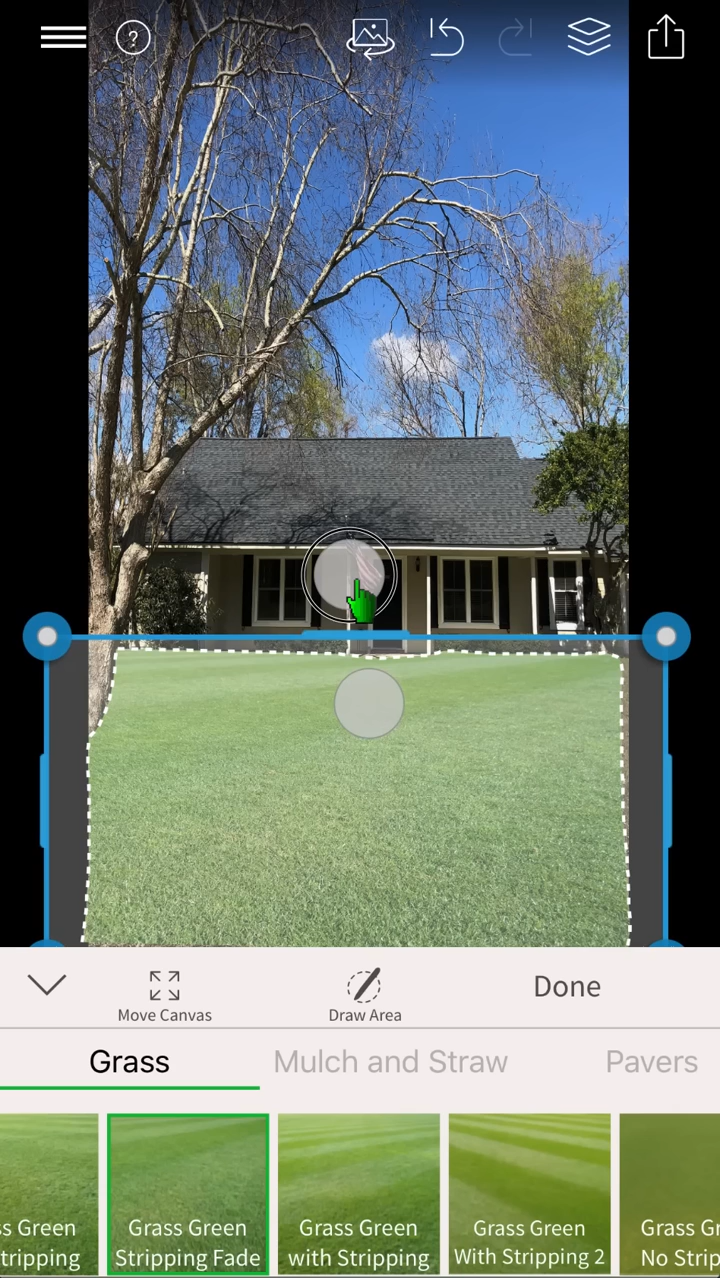 ?
Move Canvas
Draw Area
Done
Grass
Mulch and Straw
Pavers
Grass Green
Stripping Fade
Grass Green
with Stripping
Grass Green
With Stripping 2
No